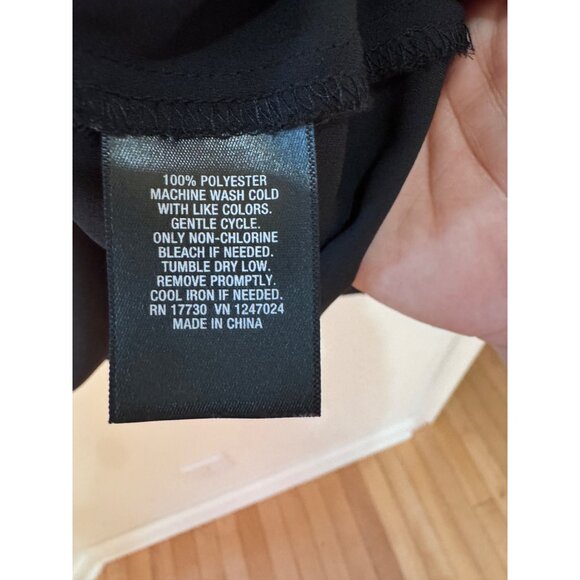 100% POLYESTER
MACHINE WASH COLD
WITH LIKE COLORS.
GENTLE CYCLE.
ONLY NON-CHLORINE
BLEACH IF NEEDED.
TUMBLE DRY LOW.
REMOVE PROMPTLY.
COOL IRON IF NEEDED.
RN 17730 VN 1247024
MADE IN CHINA